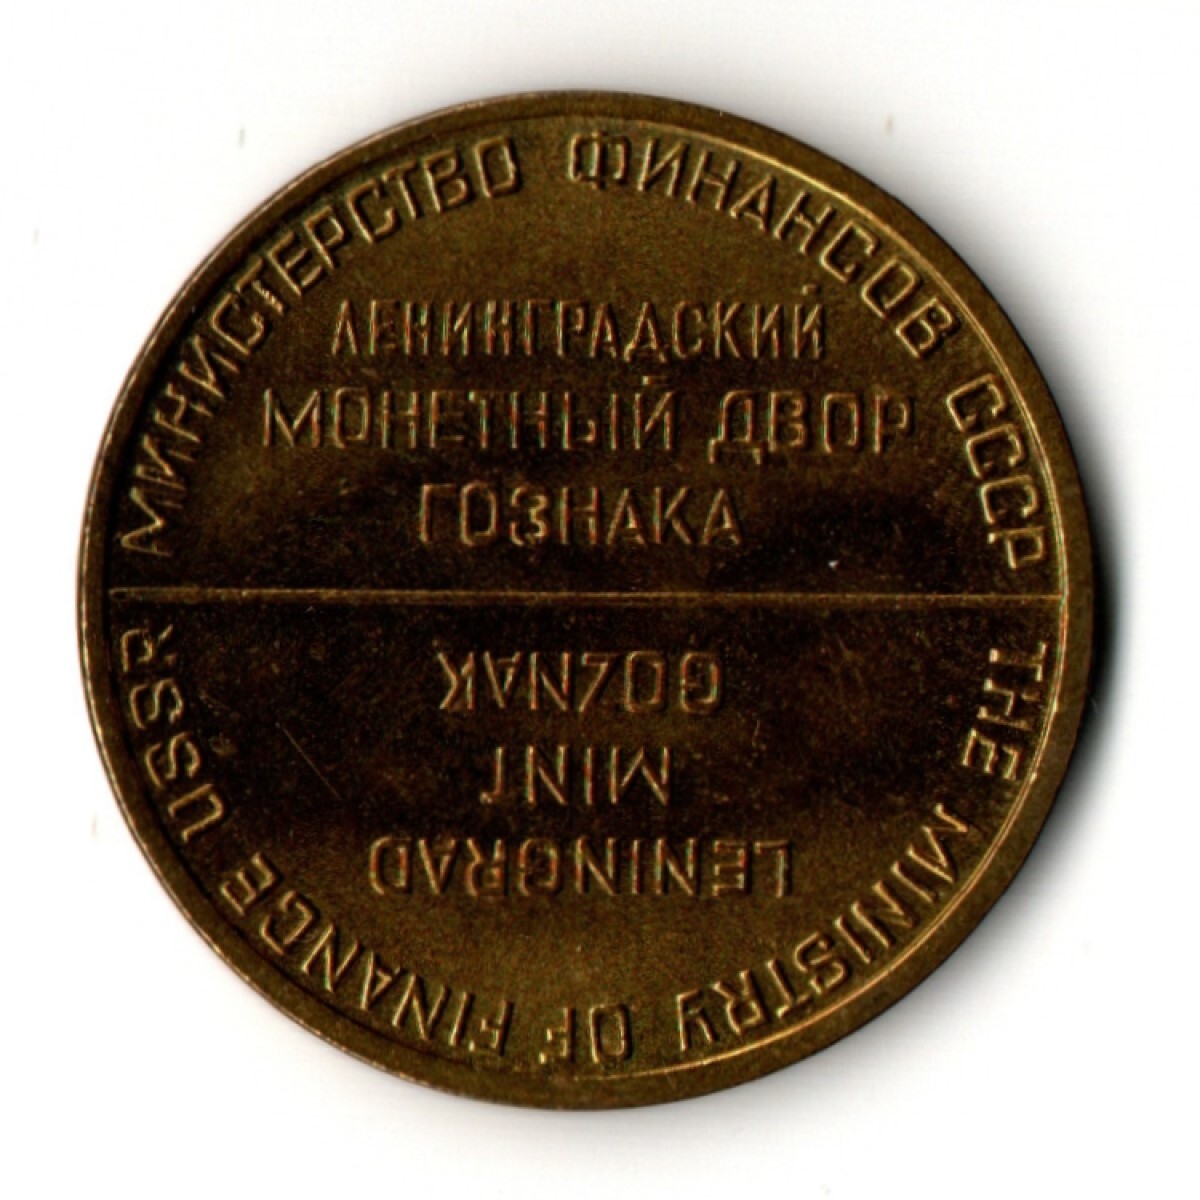 МИНИСТЕРСТВО ФИНАНСОВ СССР
ЛЕНИНГРАДСКИЙ
МОНЕТНЫЙ ДВОР
ГОЗНАКА
THE MINISTRY OF FINANCE USSR
LENINGRAD
MINT
GOZNAK